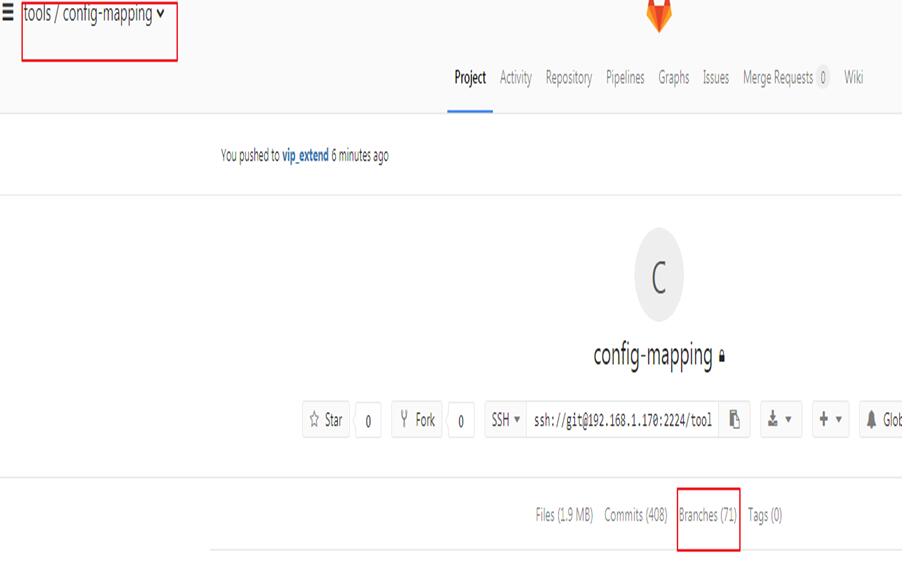 tools / config-mapping
Project Activity Repository Pipelines Graphs Issues Merge Requests 0 Wiki
You pushed to vip_extend 6 minutes ago
C
config-mapping
Star 0 Fork 0 SSH ssh://git@192.168.1.170:2224/tool Glob
Files (1.9 MB) Commits (408) Branches (71) Tags (0)